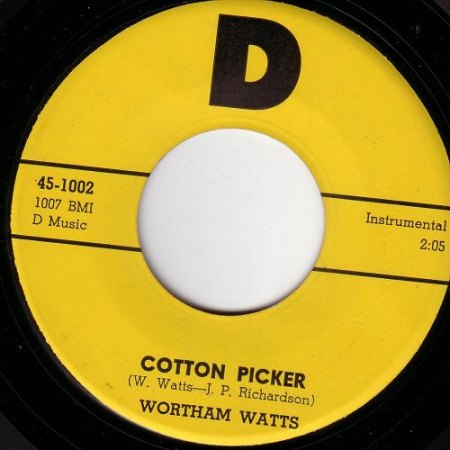 D
45-1002
1007 BMI
D Music
Instrumental
2:05
COTTON PICKER
(W. Watts—J. P. Richardson)
WORTHAM WATTS